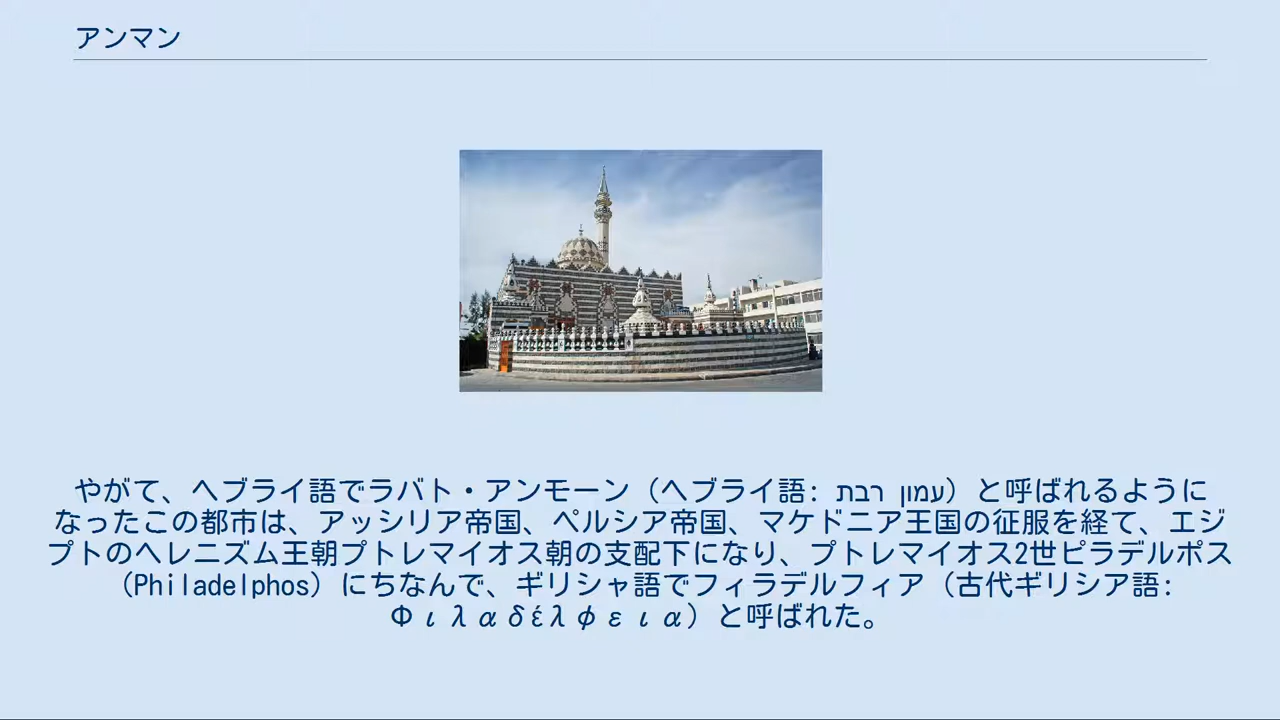 アンマン
やがて、ヘブライ語でラバト・アンモーン（ヘブライ語: עמון רבת）と呼ばれるように
なったこの都市は、アッシリア帝国、ペルシア帝国、マケドニア王国の征服を経て、エジ
プトのヘレニズム王朝プトレマイオス朝の支配下になり、プトレマイオス2世ピラデルポス
（Philadelphos）にちなんで、ギリシャ語でフィラデルフィア（古代ギリシア語:
Φιλαδέλφεια）と呼ばれた。